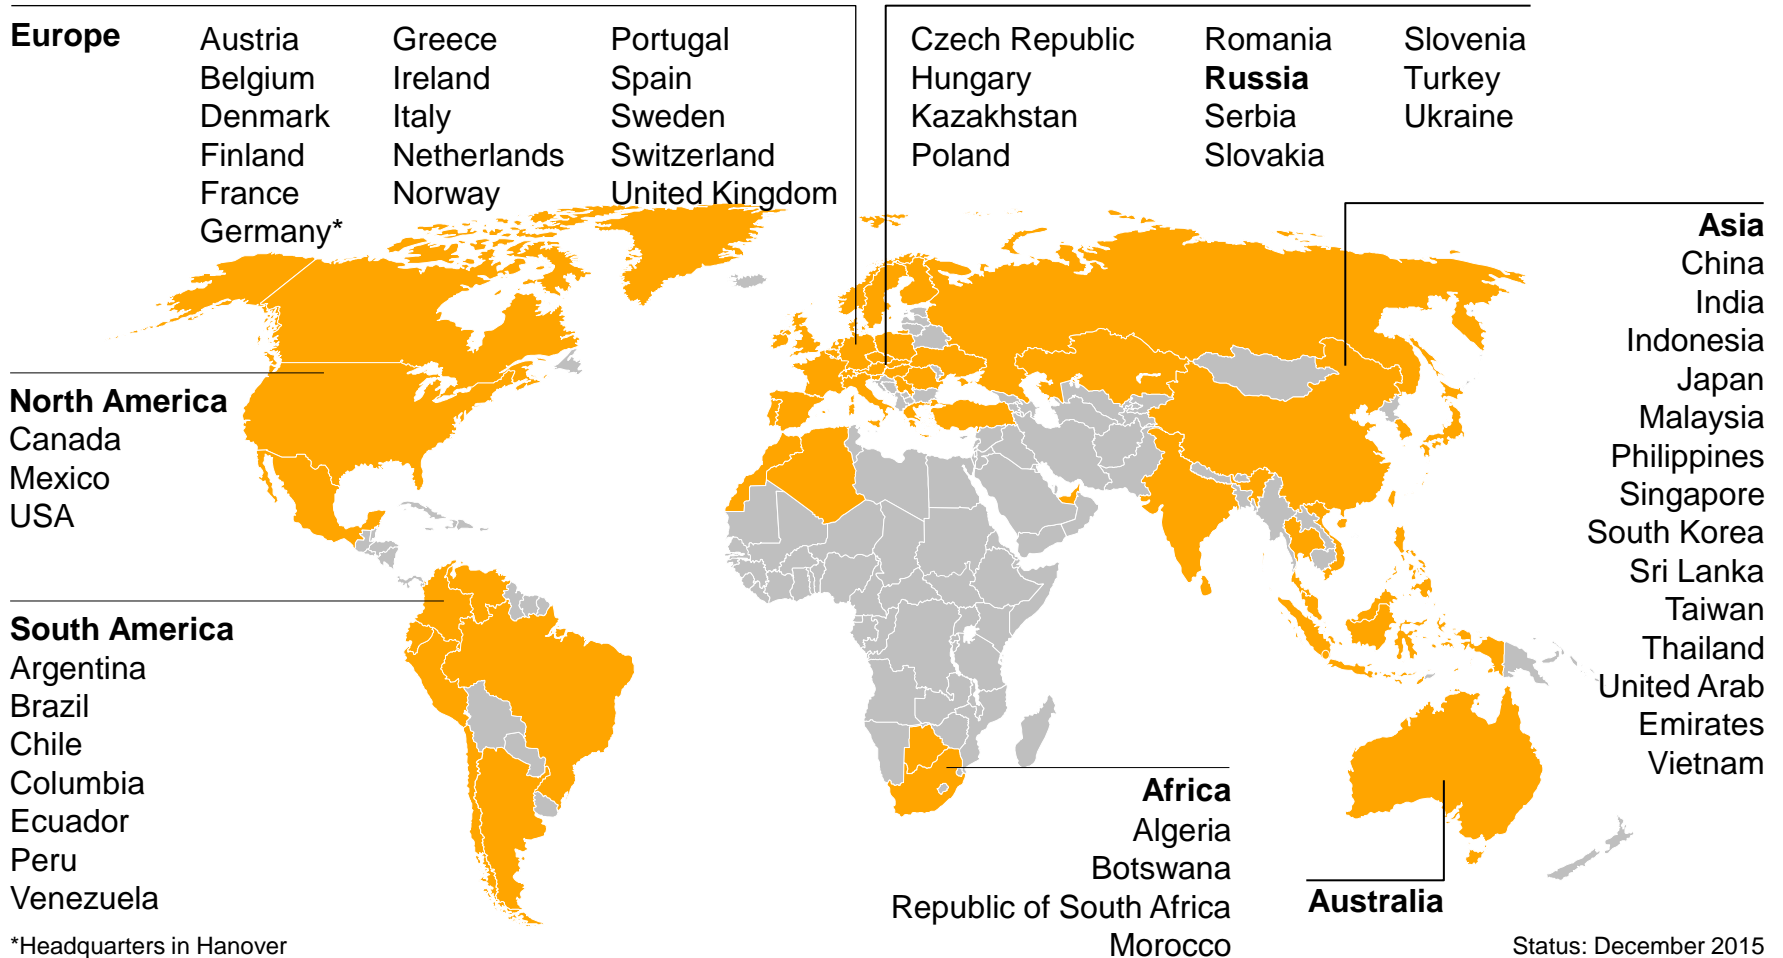 Europe
Austria
Belgium
Denmark
Finland
France
Germany*
Greece
Ireland
Italy
Netherlands
Norway
Portugal
Spain
Sweden
Switzerland
United Kingdom
Czech Republic
Hungary
Kazakhstan
Poland
Romania
Russia
Serbia
Slovakia
Slovenia
Turkey
Ukraine
Asia
China
India
Indonesia
Japan
Malaysia
Philippines
Singapore
South Korea
Sri Lanka
Taiwan
Thailand
United Arab
Emirates
Vietnam
North America
Canada
Mexico
USA
South America
Argentina
Brazil
Chile
Columbia
Ecuador
Peru
Venezuela
Africa
Algeria
Botswana
Republic of South Africa
Morocco
Australia
*Headquarters in Hanover
Status: December 2015